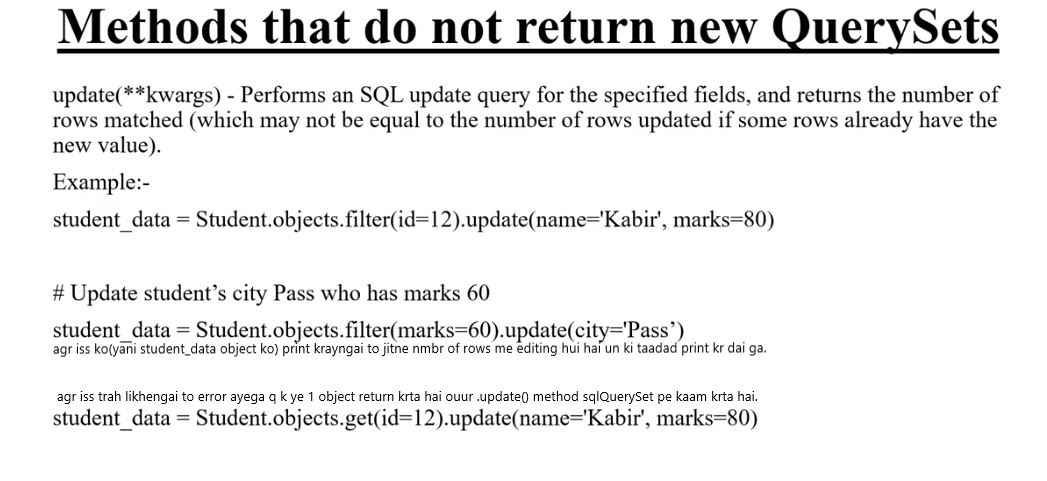 Methods that do not return new QuerySets
update(**kwargs) - Performs an SQL update query for the specified fields, and returns the number of
rows matched (which may not be equal to the number of rows updated if some rows already have the
new value).
Example:-
student_data = Student.objects.filter(id=12).update(name='Kabir', marks=80)
# Update student’s city Pass who has marks 60
student_data = Student.objects.filter(marks=60).update(city='Pass’)
agr iss ko(yani student_data object ko) print krayngai to jitne nmbr of rows me editing hui hai un ki taadad print kr dai ga.
agr iss trah likhengai to error ayega q k ye 1 object return krta hai ouur .update() method sqlQuerySet pe kaam krta hai.
student_data = Student.objects.get(id=12).update(name='Kabir', marks=80)